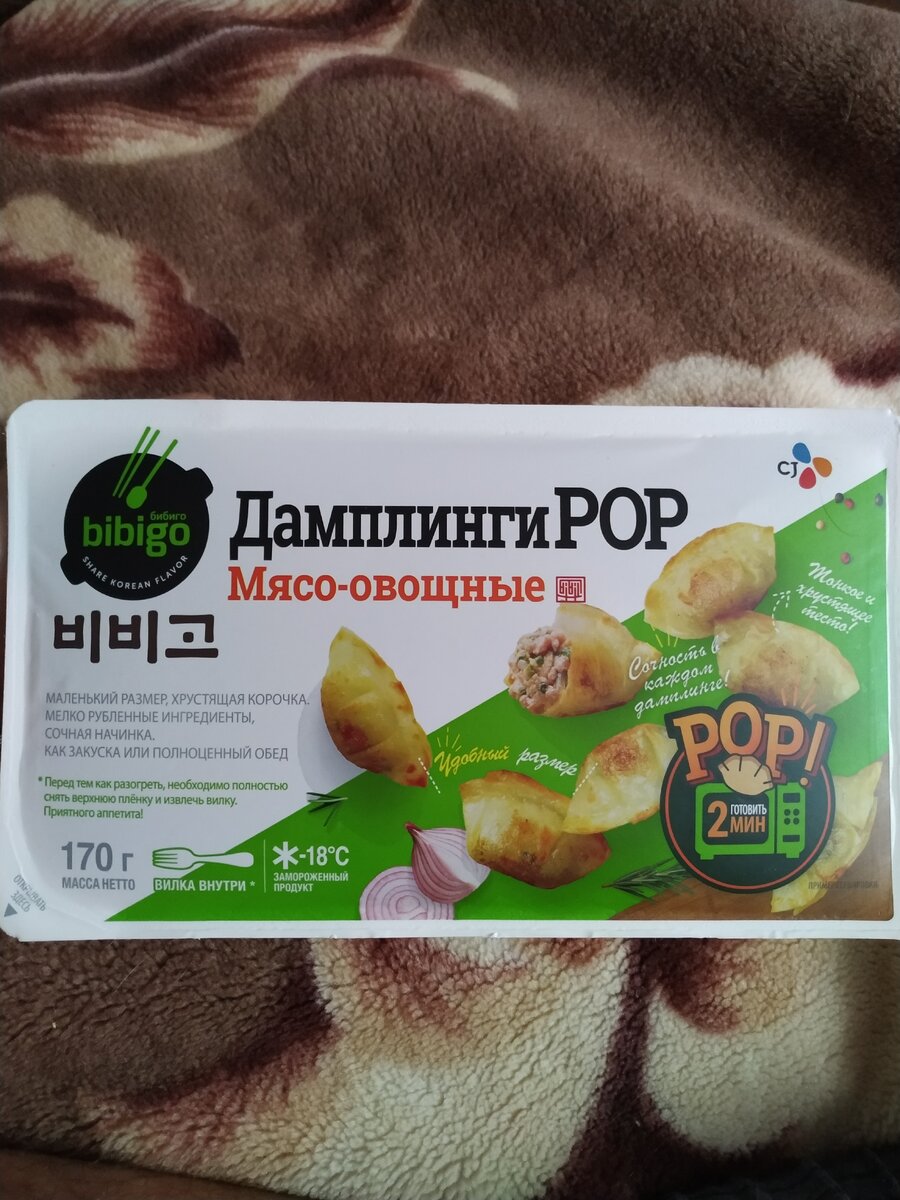 бибиго
bibigo
SHARE KOREAN FLAVOR
비비고
ДамплингиPOP
Мясо-овощные
CJ
Тонкое и
хрустящее
тесто!
Сочность в
каждом
дамплинге!
Удобный размер
МАЛЕНЬКИЙ РАЗМЕР, ХРУСТЯЩАЯ КОРОЧКА.
МЕЛКО РУБЛЕННЫЕ ИНГРЕДИЕНТЫ,
СОЧНАЯ НАЧИНКА.
КАК ЗАКУСКА ИЛИ ПОЛНОЦЕННЫЙ ОБЕД
* Перед тем как разогреть, необходимо полностью
снять верхнюю плёнку и извлечь вилку.
Приятного аппетита!
POP!
ГОТОВИТЬ
2 МИН
170 г
МАССА НЕТТО
ВИЛКА ВНУТРИ *
-18°C
ЗАМОРОЖЕННЫЙ
ПРОДУКТ
ОТКРЫВАТЬ
ЗДЕСЬ